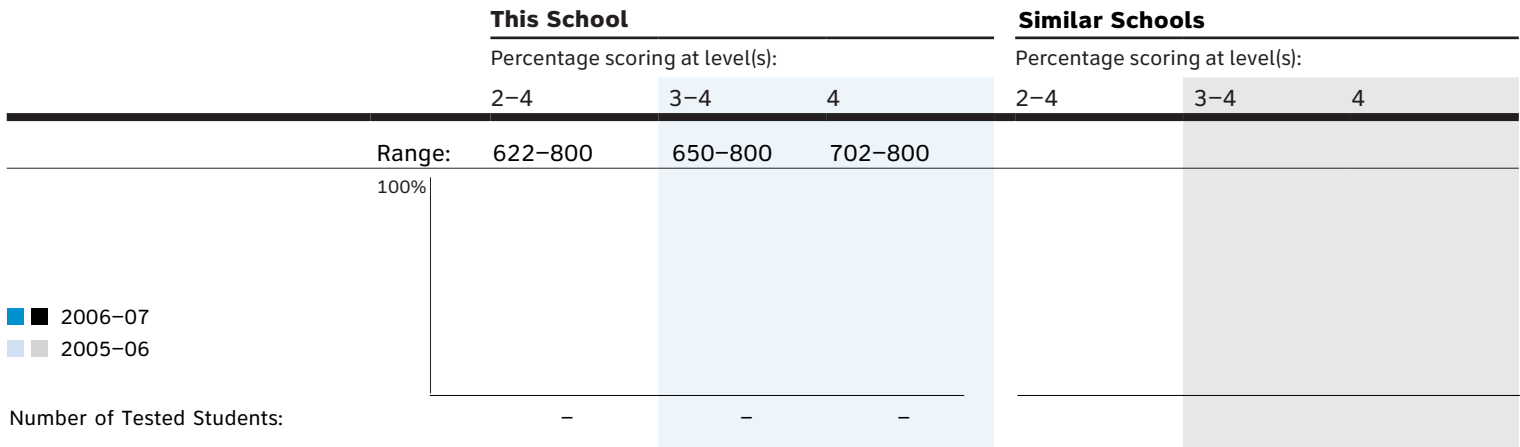 This School Similar Schools
Percentage scoring at level(s): Percentage scoring at level(s):
2–4 3–4 4 2–4 3–4 4
Range: 622–800 650–800 702–800
100%
2006–07
2005–06
Number of Tested Students: – – –